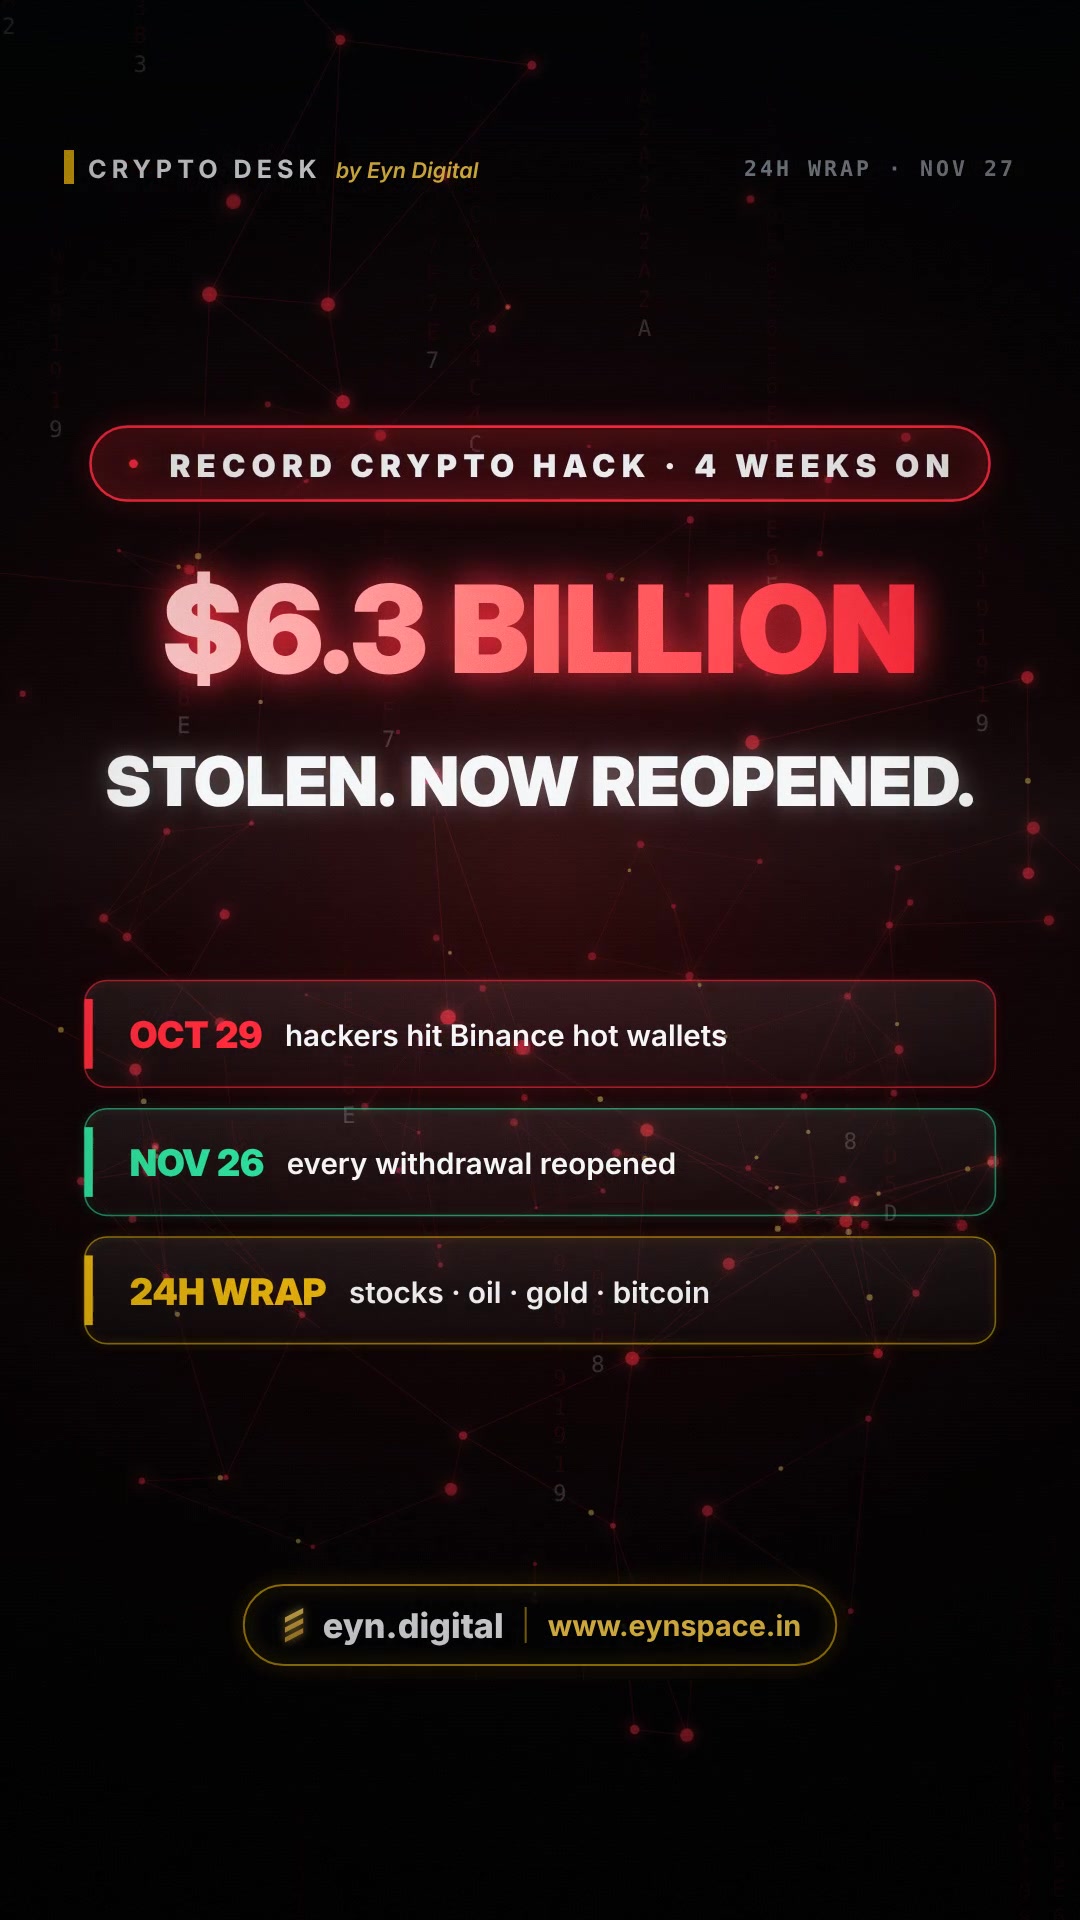 CRYPTO DESK by Eyn Digital
24H WRAP · NOV 27
• RECORD CRYPTO HACK · 4 WEEKS ON
$6.3 BILLION
STOLEN. NOW REOPENED.
OCT 29 hackers hit Binance hot wallets
NOV 26 every withdrawal reopened
24H WRAP stocks · oil · gold · bitcoin
eyn.digital | www.eynspace.in